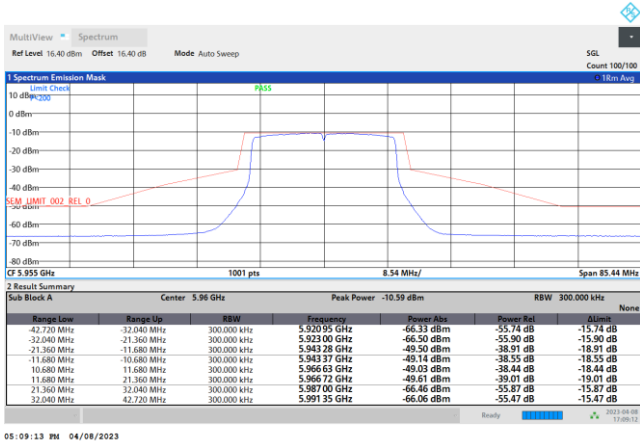 MultiView Spectrum
Ref Level 16.40 dBm Offset 16.40 dB Mode Auto Sweep SGL
Count 100/100
1 Spectrum Emission Mask 1Rm Avg
Limit Check PASS
10 dBm P<200
0 dBm
-10 dBm
-20 dBm
-30 dBm
-40 dBm
SEM_LIMIT_002_REL_0
-50 dBm
-60 dBm
-70 dBm
-80 dBm
CF 5.955 GHz 1001 pts 8.54 MHz/ Span 85.44 MHz
2 Result Summary
Sub Block A Center 5.96 GHz Peak Power -10.59 dBm RBW 300.000 kHz
None
Range Low Range Up RBW Frequency Power Abs Power Rel ΔLimit
-42.720 MHz -32.040 MHz 300.000 kHz 5.920 95 GHz -66.33 dBm -55.74 dB -15.74 dB
-32.040 MHz -21.360 MHz 300.000 kHz 5.923 00 GHz -66.50 dBm -55.90 dB -15.90 dB
-21.360 MHz -11.680 MHz 300.000 kHz 5.943 28 GHz -49.50 dBm -38.91 dB -18.91 dB
-11.680 MHz -10.680 MHz 300.000 kHz 5.943 37 GHz -49.14 dBm -38.55 dB -18.55 dB
10.680 MHz 11.680 MHz 300.000 kHz 5.966 63 GHz -49.03 dBm -38.44 dB -18.44 dB
11.680 MHz 21.360 MHz 300.000 kHz 5.966 72 GHz -49.61 dBm -39.01 dB -19.01 dB
21.360 MHz 32.040 MHz 300.000 kHz 5.987 00 GHz -66.46 dBm -55.87 dB -15.87 dB
32.040 MHz 42.720 MHz 300.000 kHz 5.991 35 GHz -66.06 dBm -55.47 dB -15.47 dB
Ready 2023-04-08
17:09:12
05:09:13 PM 04/08/2023